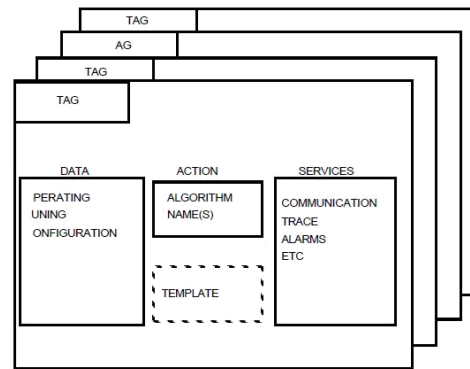 TAG
AG
TAG
TAG
DATA
ACTION
SERVICES
PERATING
UNING
ONFIGURATION
ALGORITHM
NAME(S)
TEMPLATE
COMMUNICATION
TRACE
ALARMS
ETC